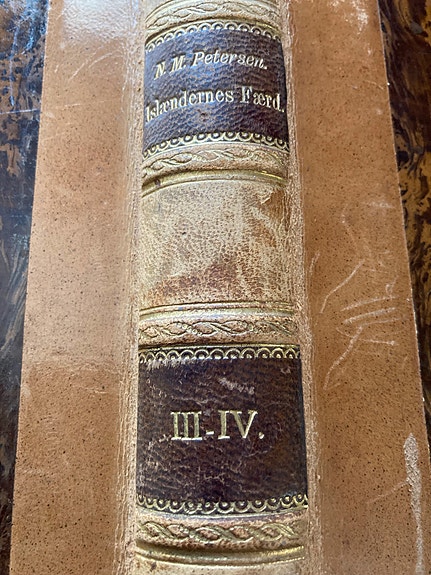 N. M. Petersen.
Islændernes Færd.
III-IV.